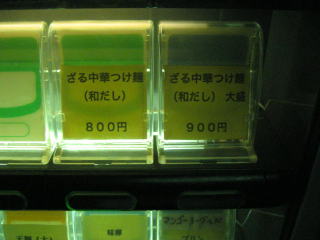 ざる中華つけ麺
(和だし)
800円
ざる中華つけ麺
(和だし) 大盛
900円